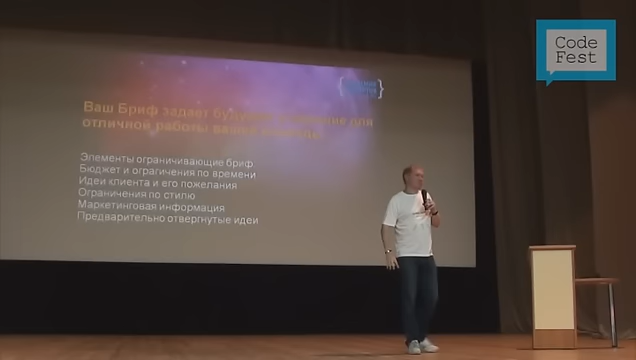 Code
Fest
Ваш Бриф задает
отличной работы вашей
Элементы ограничивающие бриф
Бюджет и ограгичения по времени
Идеи клиента и его пожелания
Ограничения по стилю
Маркетинговая информация
Предварительно отвергнутые идеи